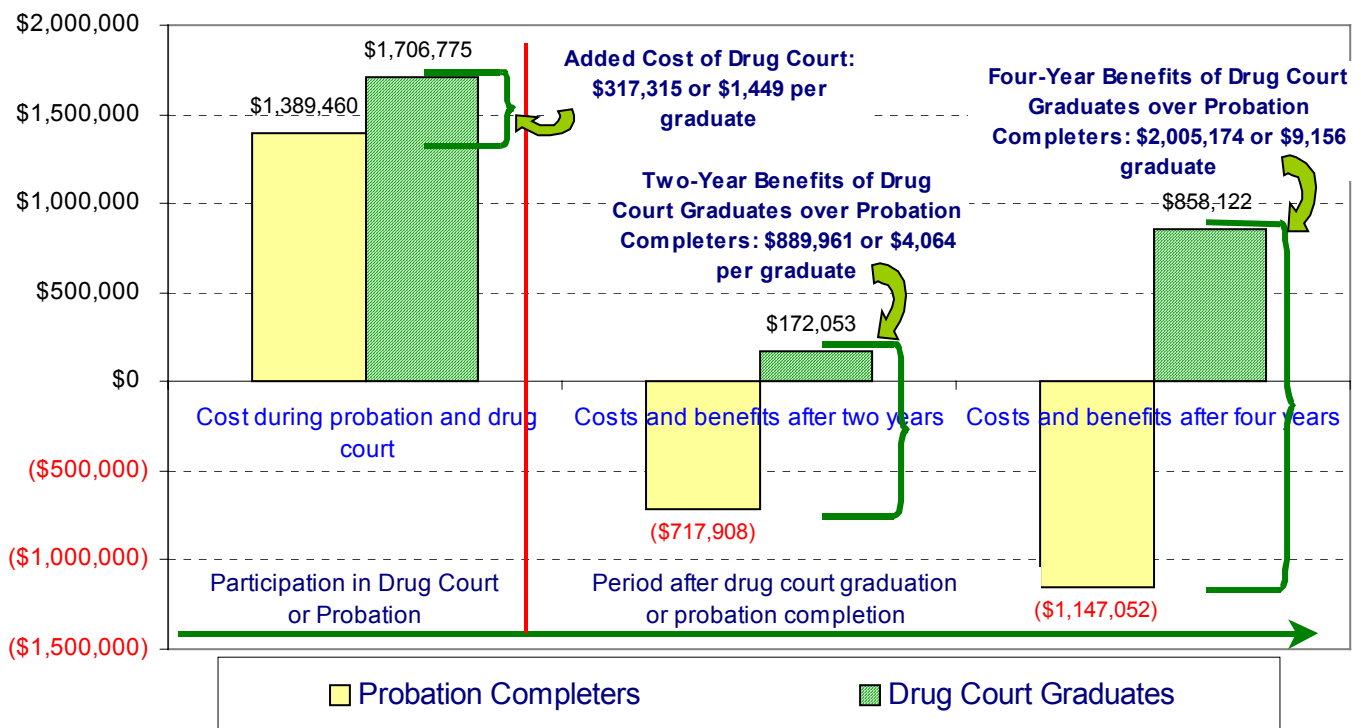 $2,000,000
$1,500,000
$1,000,000
$500,000
$0
($500,000)
($1,000,000)
($1,500,000)
$1,389,460
$1,706,775
Added Cost of Drug Court:
$317,315 or $1,449 per
graduate
Two-Year Benefits of Drug
Court Graduates over Probation
Completers: $889,961 or $4,064
per graduate
$172,053
($717,908)
Four-Year Benefits of Drug Court
Graduates over Probation
Completers: $2,005,174 or $9,156
graduate
$858,122
($1,147,052)
Cost during probation and drug
court
Costs and benefits after two years
Costs and benefits after four years
Participation in Drug Court
or Probation
Period after drug court graduation
or probation completion
Probation Completers
Drug Court Graduates